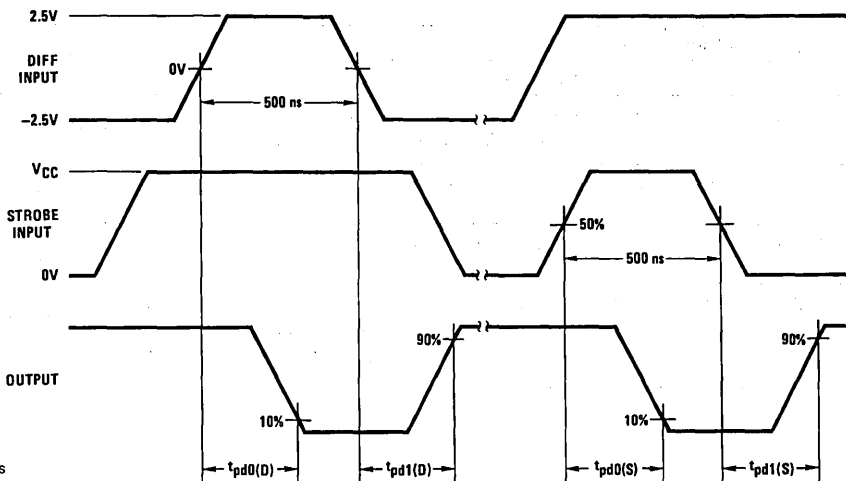 2.5V
DIFF
INPUT
0V
500 ns
−2.5V
VCC
STROBE
INPUT
50%
500 ns
0V
90%
90%
OUTPUT
10%
10%
s
tpd0(D)
tpd1(D)
tpd0(S)
tpd1(S)